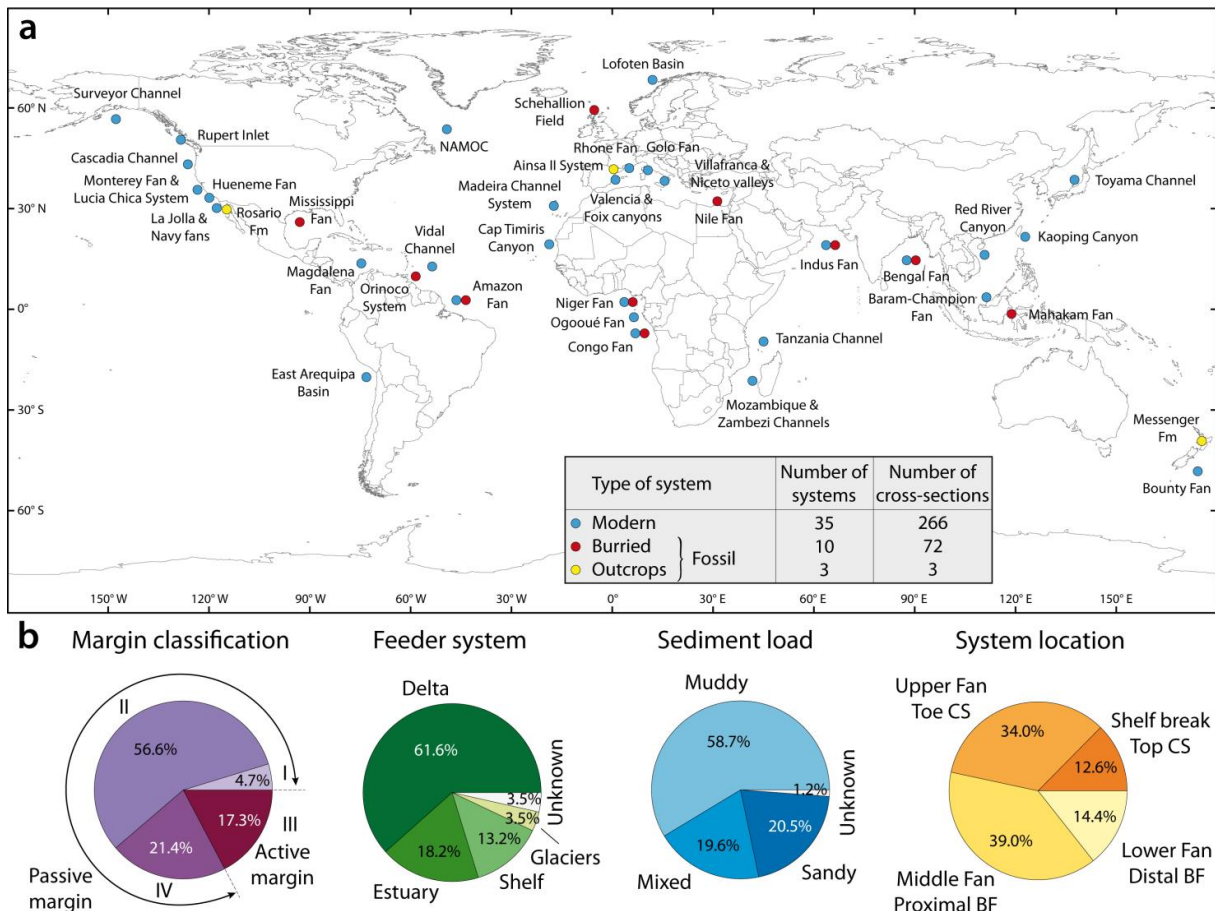 a
Lofoten Basin
60° N
Surveyor Channel
Schehallion
Field
Rupert Inlet
NAMOC
Rhone Fan
Golo Fan
Cascadia Channel
Ainsa II System
Villafranca &
Niceto valleys
Toyama Channel
Monterey Fan &
Lucia Chica System
Hueneme Fan
Madeira Channel
System
Valencia &
Foix canyons
30° N
La Jolla &
Navy fans
Rosario
Fm
Mississippi
Fan
Nile Fan
Red River
Canyon
Kaoping Canyon
Vidal
Channel
Cap Timiris
Canyon
Indus Fan
Bengal Fan
Magdalena
Fan
Orinoco
System
Amazon
Fan
Niger Fan
Baram-Champion
Fan
0°
Ogooué Fan
Mahakam Fan
Congo Fan
Tanzania Channel
East Arequipa
Basin
Mozambique &
Zambezi Channels
30° S
Messenger
Fm
Bounty Fan
Type of system
Number of
systems
Number of
cross-sections
Modern 35 266
Burried 10 72
Fossil
Outcrops 3 3
60° S
150° W 120° W 90° W 60° W 30° W 0° 30° E 60° E 90° E 120° E 150° E
b
Margin classification
II
56.6%
I
4.7%
17.3%
III
Active
margin
21.4%
IV
Passive
margin
Feeder system
Delta
61.6%
Unknown
3.5%
3.5%
Glaciers
13.2%
Shelf
18.2%
Estuary
Sediment load
Muddy
58.7%
Unknown
1.2%
20.5%
Sandy
19.6%
Mixed
System location
Upper Fan
Toe CS
34.0%
Shelf break
Top CS
12.6%
14.4%
Lower Fan
Distal BF
39.0%
Middle Fan
Proximal BF